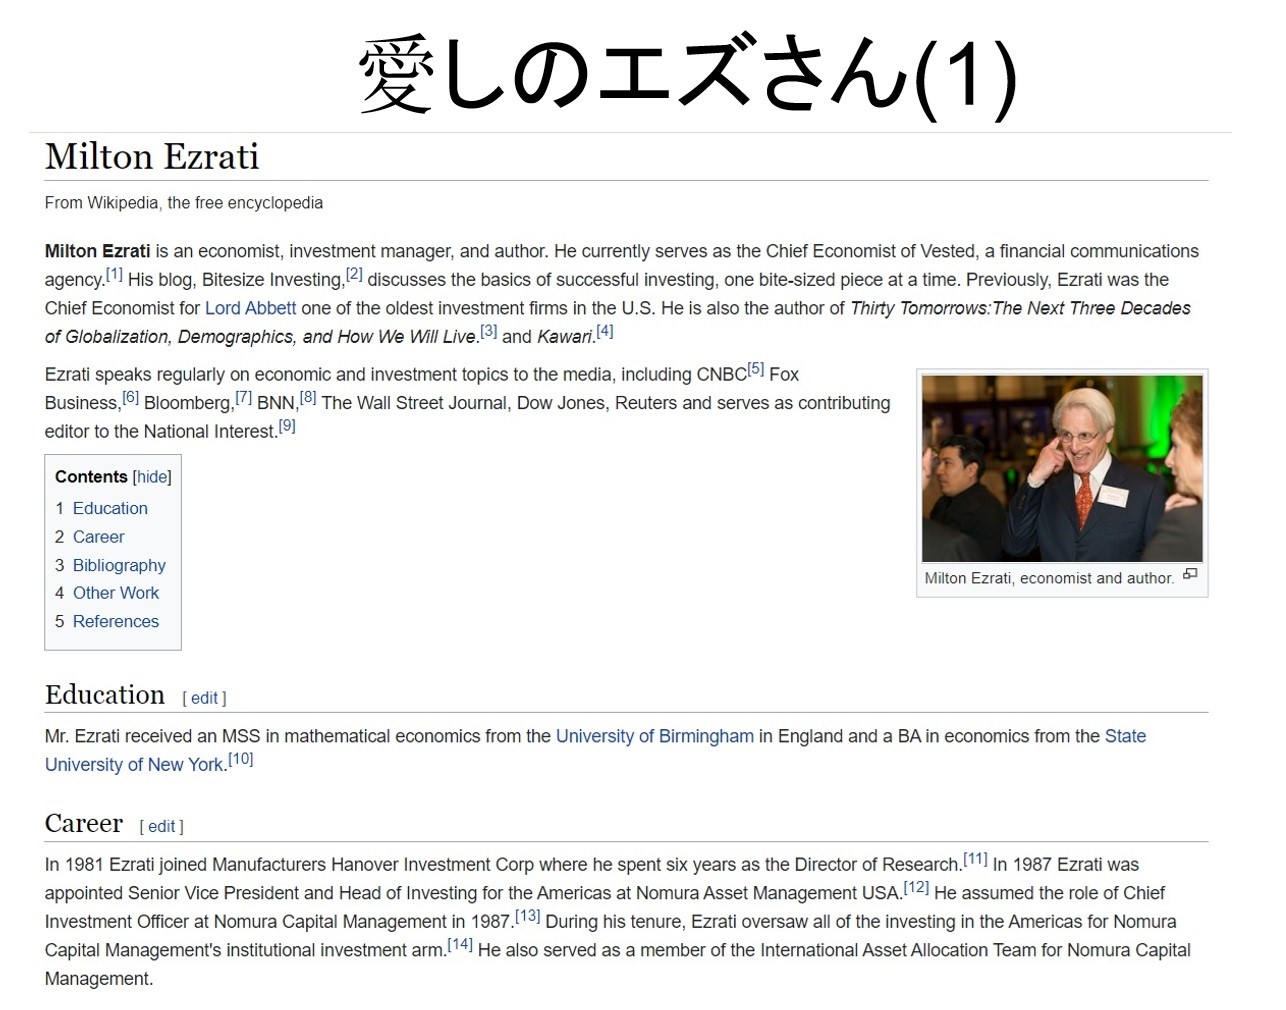 愛しのエズさん(1)
Milton Ezrati
From Wikipedia, the free encyclopedia
Milton Ezrati is an economist, investment manager, and author. He currently serves as the Chief Economist of Vested, a financial communications
agency.[1] His blog, Bitesize Investing,[2] discusses the basics of successful investing, one bite-sized piece at a time. Previously, Ezrati was the
Chief Economist for Lord Abbett one of the oldest investment firms in the U.S. He is also the author of Thirty Tomorrows:The Next Three Decades
of Globalization, Demographics, and How We Will Live.[3] and Kawari.[4]
Ezrati speaks regularly on economic and investment topics to the media, including CNBC[5] Fox
Business,[6] Bloomberg,[7] BNN,[8] The Wall Street Journal, Dow Jones, Reuters and serves as contributing
editor to the National Interest.[9]
Milton Ezrati, economist and author.
Contents [hide]
1 Education
2 Career
3 Bibliography
4 Other Work
5 References
Education [ edit ]
Mr. Ezrati received an MSS in mathematical economics from the University of Birmingham in England and a BA in economics from the State
University of New York.[10]
Career [ edit ]
In 1981 Ezrati joined Manufacturers Hanover Investment Corp where he spent six years as the Director of Research.[11] In 1987 Ezrati was
appointed Senior Vice President and Head of Investing for the Americas at Nomura Asset Management USA.[12] He assumed the role of Chief
Investment Officer at Nomura Capital Management in 1987.[13] During his tenure, Ezrati oversaw all of the investing in the Americas for Nomura
Capital Management's institutional investment arm.[14] He also served as a member of the International Asset Allocation Team for Nomura Capital
Management.